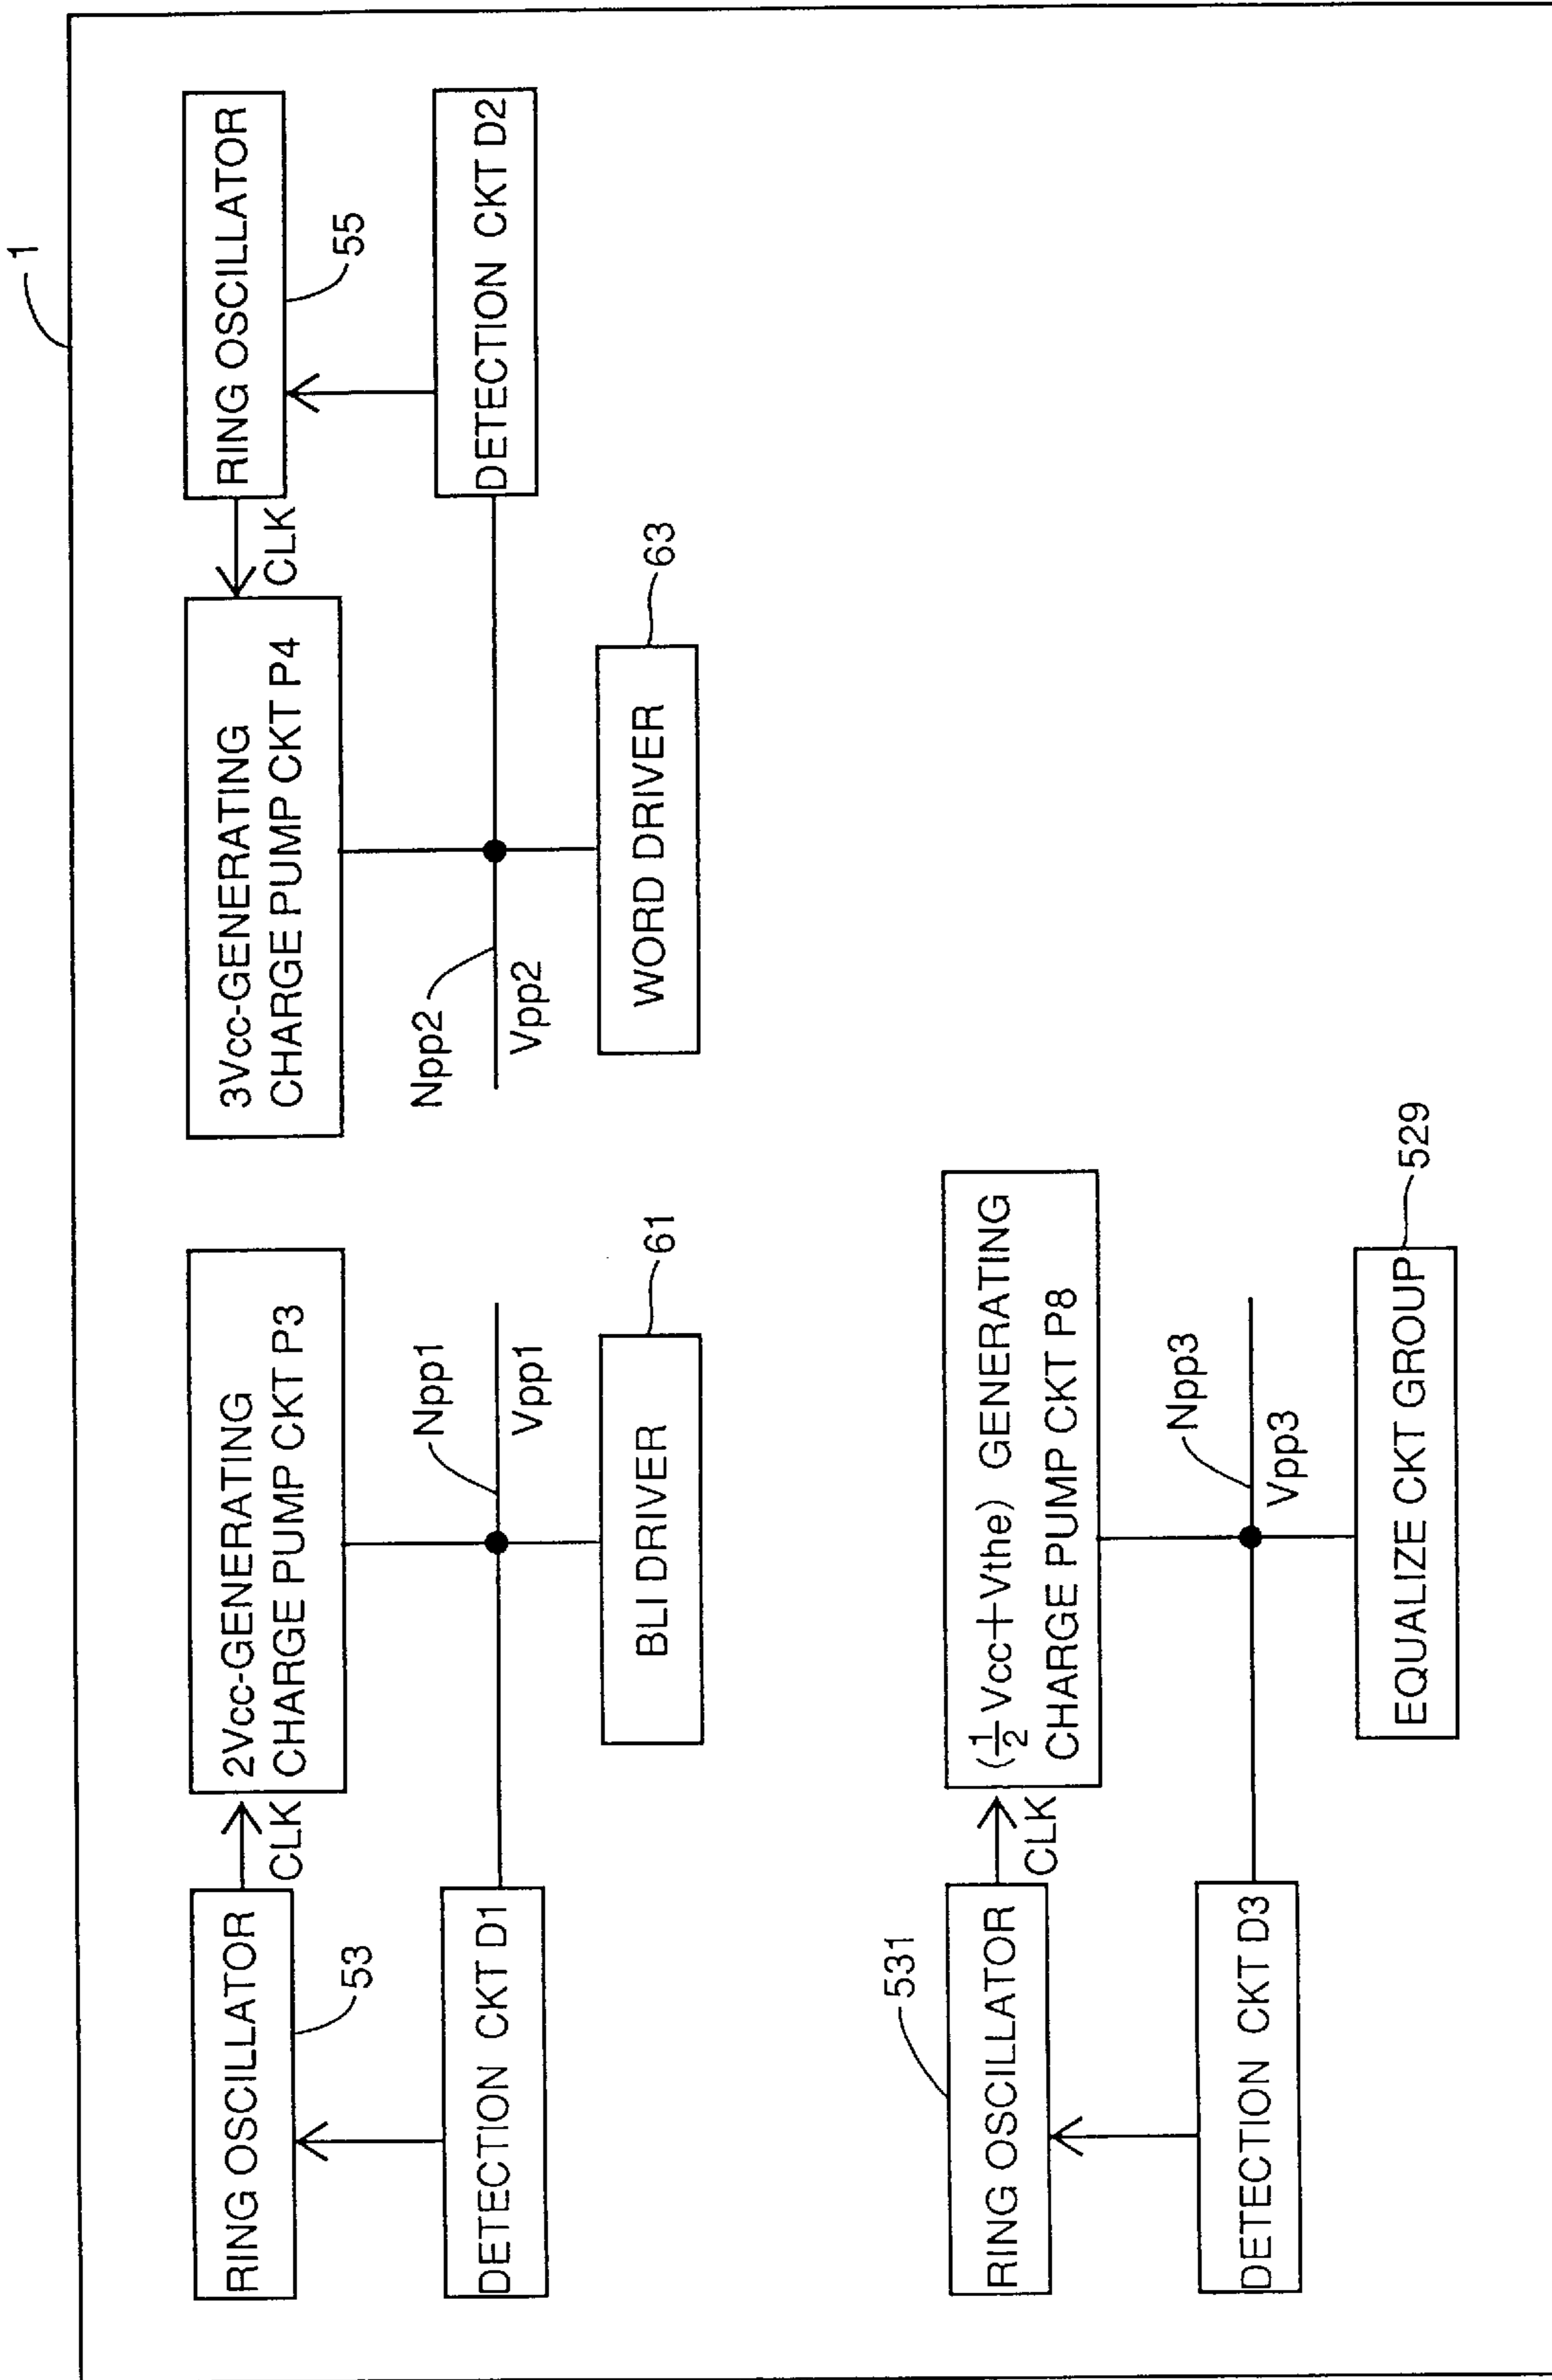 1
RING OSCILLATOR
53
CLK
2Vcc-GENERATING
CHARGE PUMP CKT P3
DETECTION CKT D1
Npp1
Vpp1
BLI DRIVER
61
3Vcc-GENERATING
CHARGE PUMP CKT P4
CLK
RING OSCILLATOR
55
Npp2
Vpp2
DETECTION CKT D2
WORD DRIVER
63
531
RING OSCILLATOR
CLK
(1/2 Vcc+Vthe) GENERATING
CHARGE PUMP CKT P8
DETECTION CKT D3
Npp3
Vpp3
EQUALIZE CKT GROUP
529